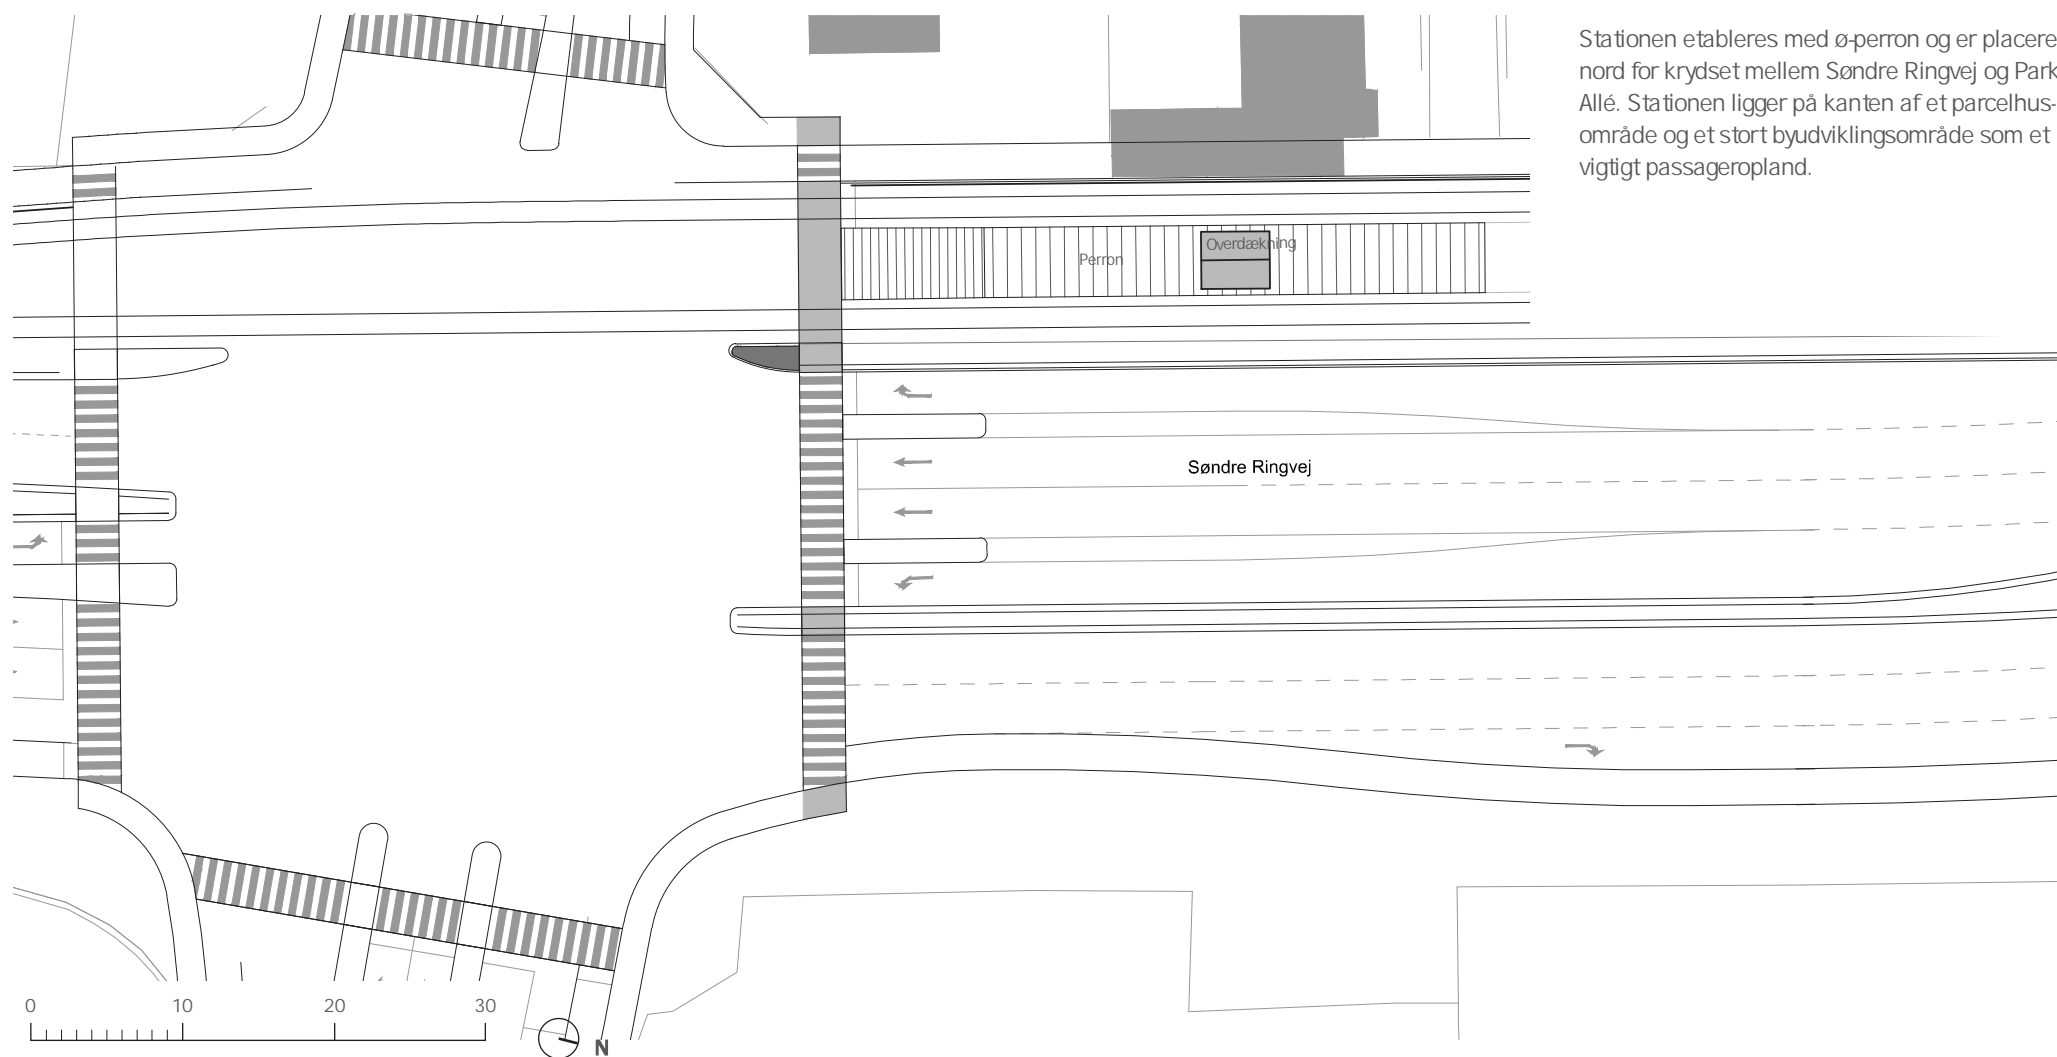 Stationen etableres med ø-perron og er placere
nord for krydset mellem Søndre Ringvej og Park
Allé. Stationen ligger på kanten af et parcelhus-
område og et stort byudviklingsområde som et
vigtigt passageropland.
Overdækning
Perron
Søndre Ringvej
0 10 20 30
N